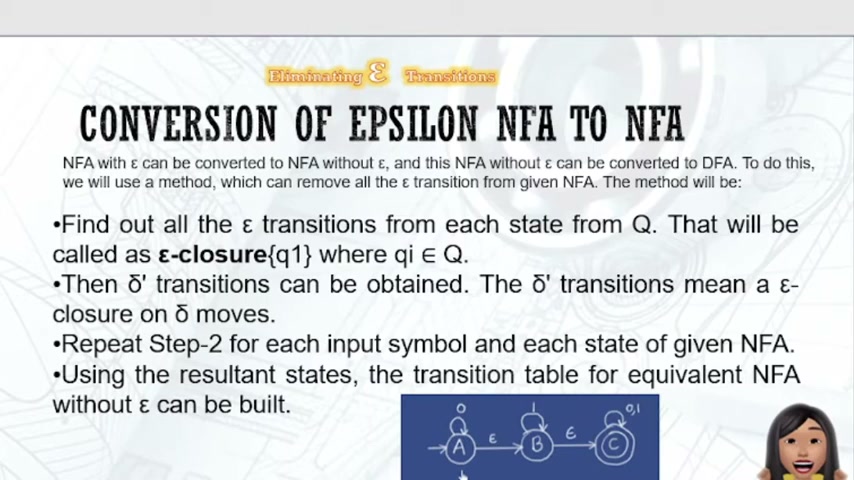 Eliminating ε Transitions
CONVERSION OF EPSILON NFA TO NFA
NFA with ε can be converted to NFA without ε, and this NFA without ε can be converted to DFA. To do this,
we will use a method, which can remove all the ε transition from given NFA. The method will be:
•Find out all the ε transitions from each state from Q. That will be
called as ε-closure{q1} where qi ∈ Q.
•Then δ' transitions can be obtained. The δ' transitions mean a ε-
closure on δ moves.
•Repeat Step-2 for each input symbol and each state of given NFA.
•Using the resultant states, the transition table for equivalent NFA
without ε can be built.
0 1 0,1
A ε B ε C